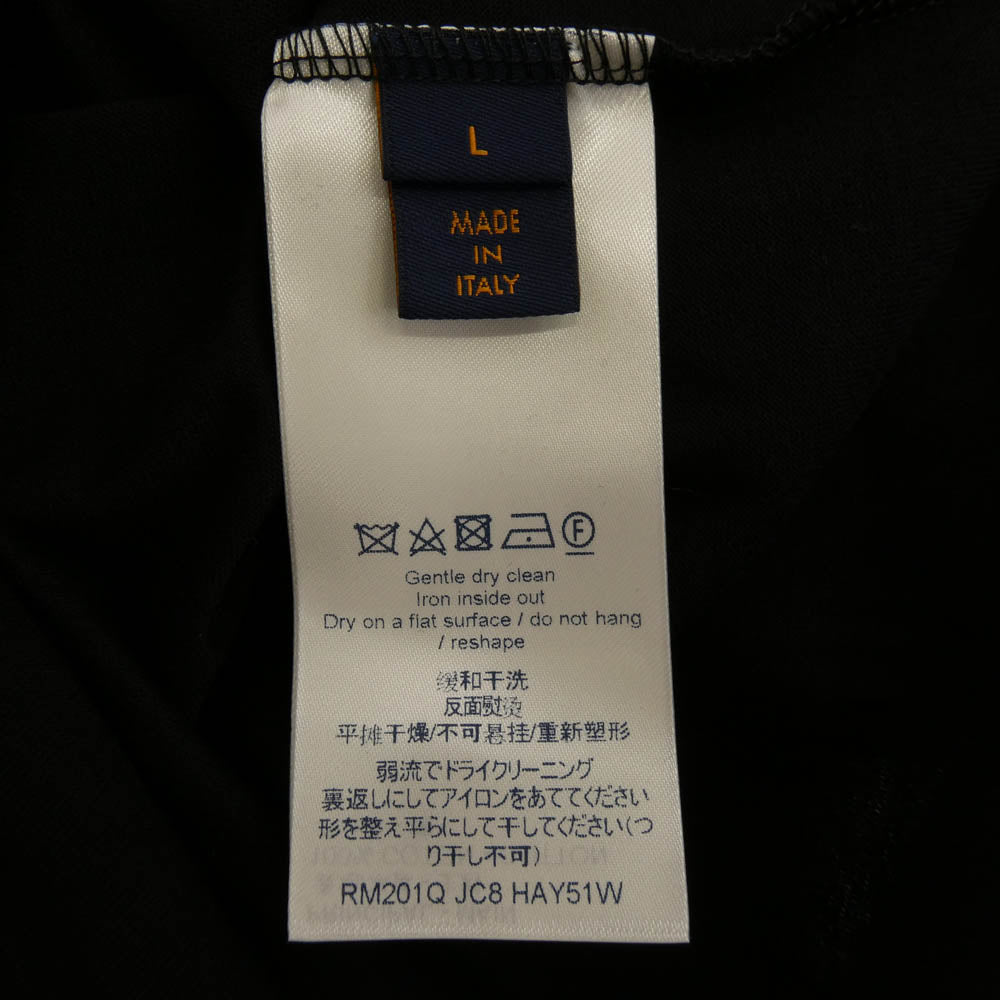 L
MADE
IN
ITALY
F
Gentle dry clean
Iron inside out
Dry on a flat surface / do not hang
/ reshape
缓和干洗
反面熨烫
平摊干燥/不可悬挂/重新塑形
弱流でドライクリーニング
裏返しにしてアイロンをあててください
形を整え平らにして干してください(つ
り干し不可)
RM201Q JC8 HAY51W